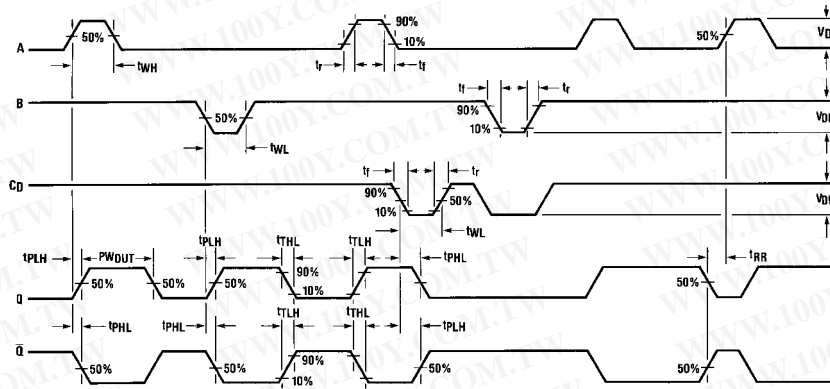 A
50%
tWH
90%
10%
tr
tf
50%
VD
B
50%
tWL
tf
tr
90%
10%
VD
CD
tf
tr
90%
10%
50%
tWL
VD
tPLH
PWOUT
tPLH
tTHL
tTLH
tPHL
tRR
Q
50%
50%
50%
90%
10%
50%
tPHL
tPHL
tTLH
tTHL
tPLH
Q̅
50%
50%
90%
10%
50%
50%
WWW.100Y.COM.TW